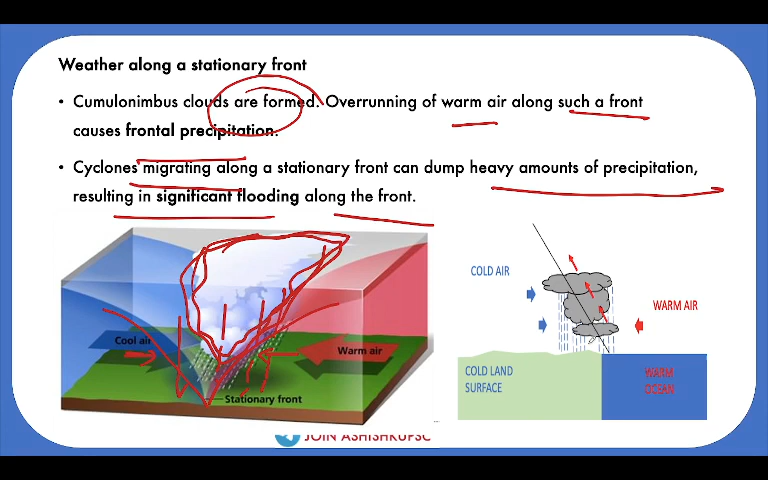 Weather along a stationary front
• Cumulonimbus clouds are formed. Overrunning of warm air along such a front
causes frontal precipitation.
• Cyclones migrating along a stationary front can dump heavy amounts of precipitation,
resulting in significant flooding along the front.
Cool air
Warm air
Stationary front
COLD AIR
WARM AIR
COLD LAND
SURFACE
WARM
OCEAN
JOIN ASHISHKUPSC